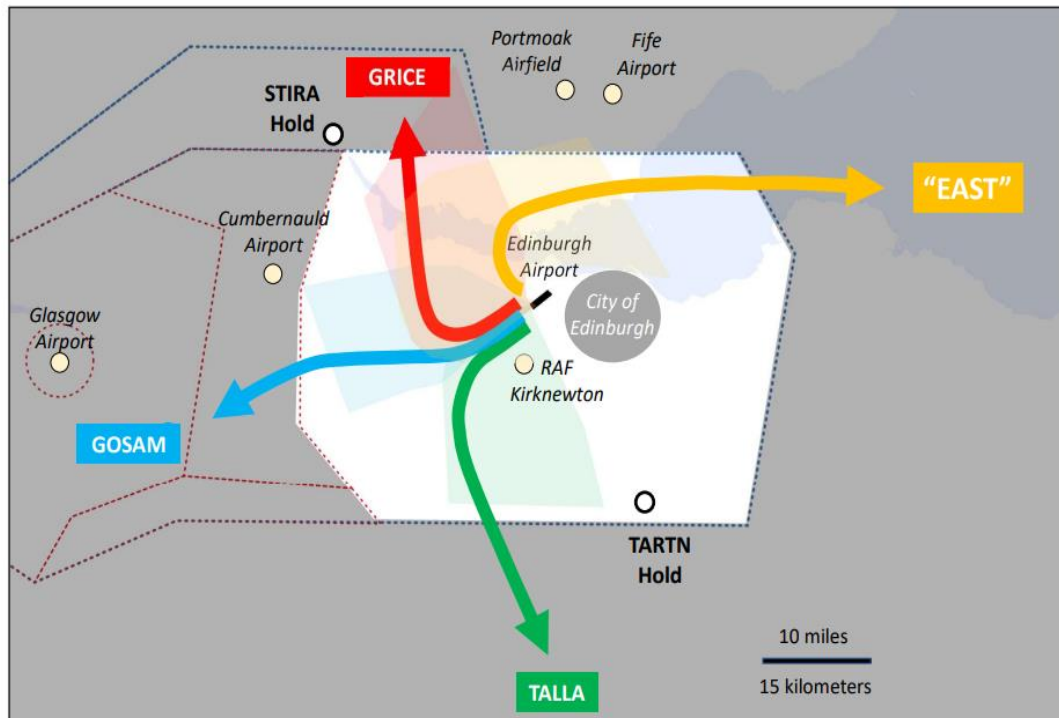 Portmoak
Airfield
Fife
Airport
GRICE
STIRA
Hold
“EAST”
Cumbernauld
Airport
Edinburgh
Airport
City of
Edinburgh
Glasgow
Airport
RAF
Kirknewton
GOSAM
TARTN
Hold
10 miles
15 kilometers
TALLA